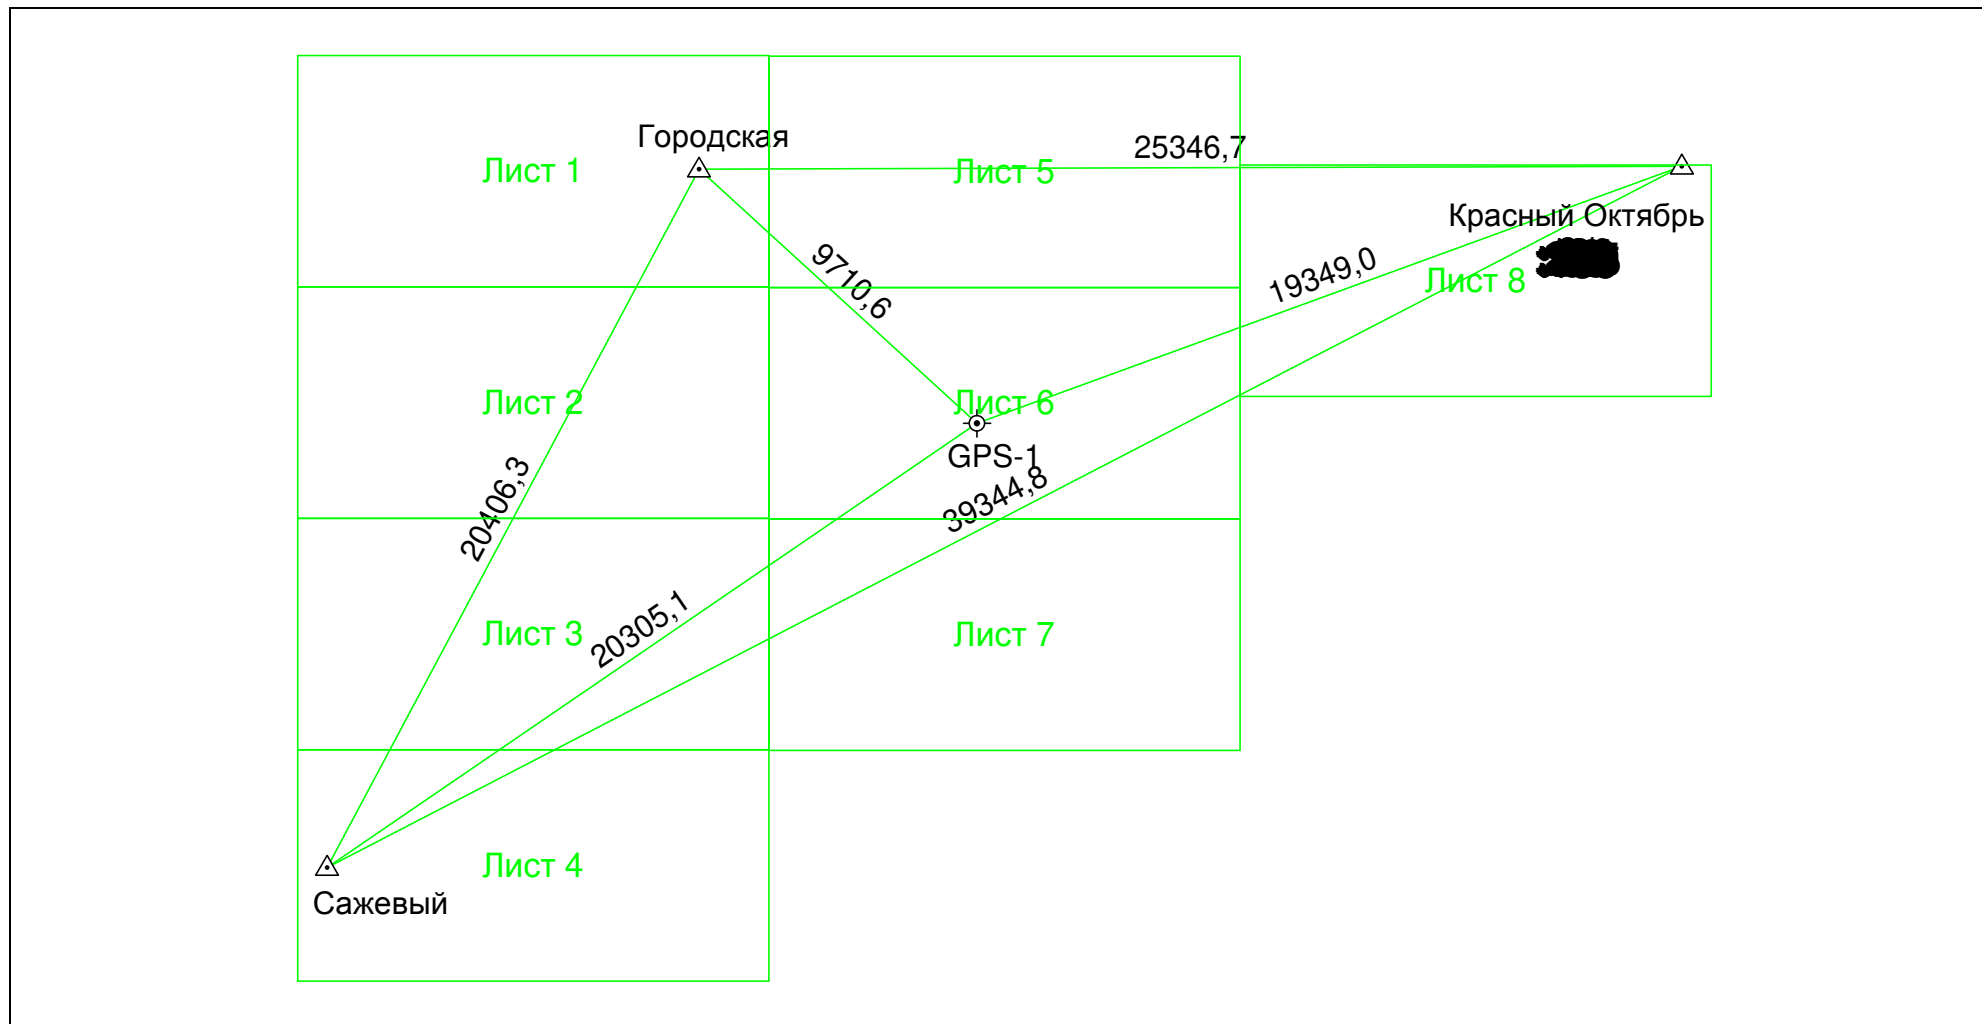 Городская
25346,7
Лист 1
Лист 5
Красный Октябрь
9710,6
19349,0
Лист 8
Лист 2
Лист 6
GPS-1
20406,3
39344,8
20305,1
Лист 3
Лист 7
Лист 4
Сажевый